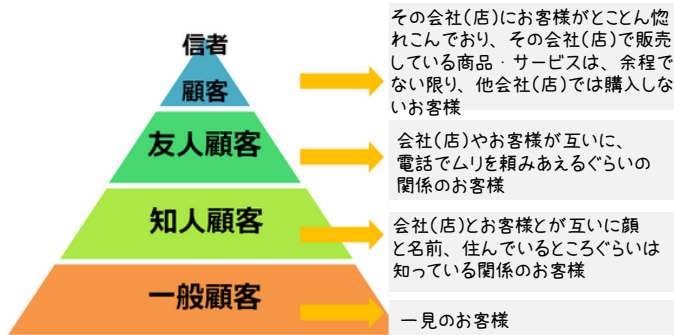 信者
顧客
友人顧客
知人顧客
一般顧客
その会社(店)にお客様がとことん惚
れこんでおり、その会社(店)で販売
している商品・サービスは、余程で
ない限り、他会社(店)では購入しな
いお客様
会社(店)やお客様が互いに、
電話でムリを頼みあえるぐらいの
関係のお客様
会社(店)とお客様とが互いに顔
と名前、住んでいるところぐらいは
知っている関係のお客様
一見のお客様